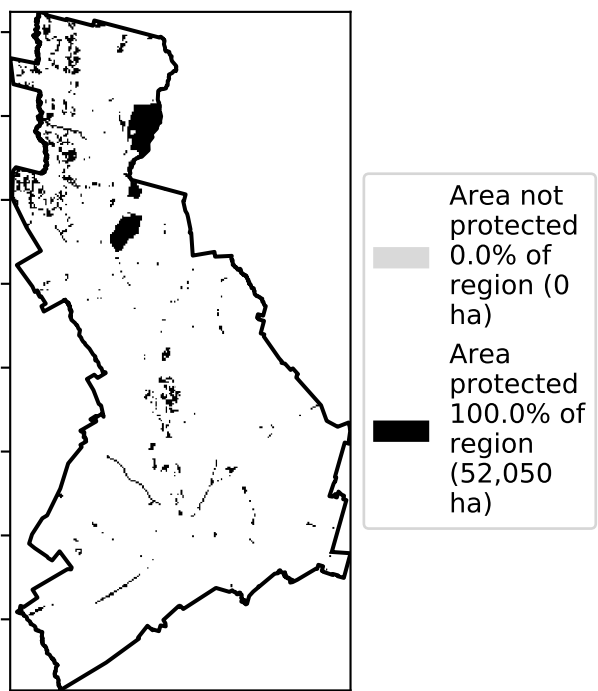 Area not
protected
0.0% of
region (0
ha)
Area
protected
100.0% of
region
(52,050
ha)